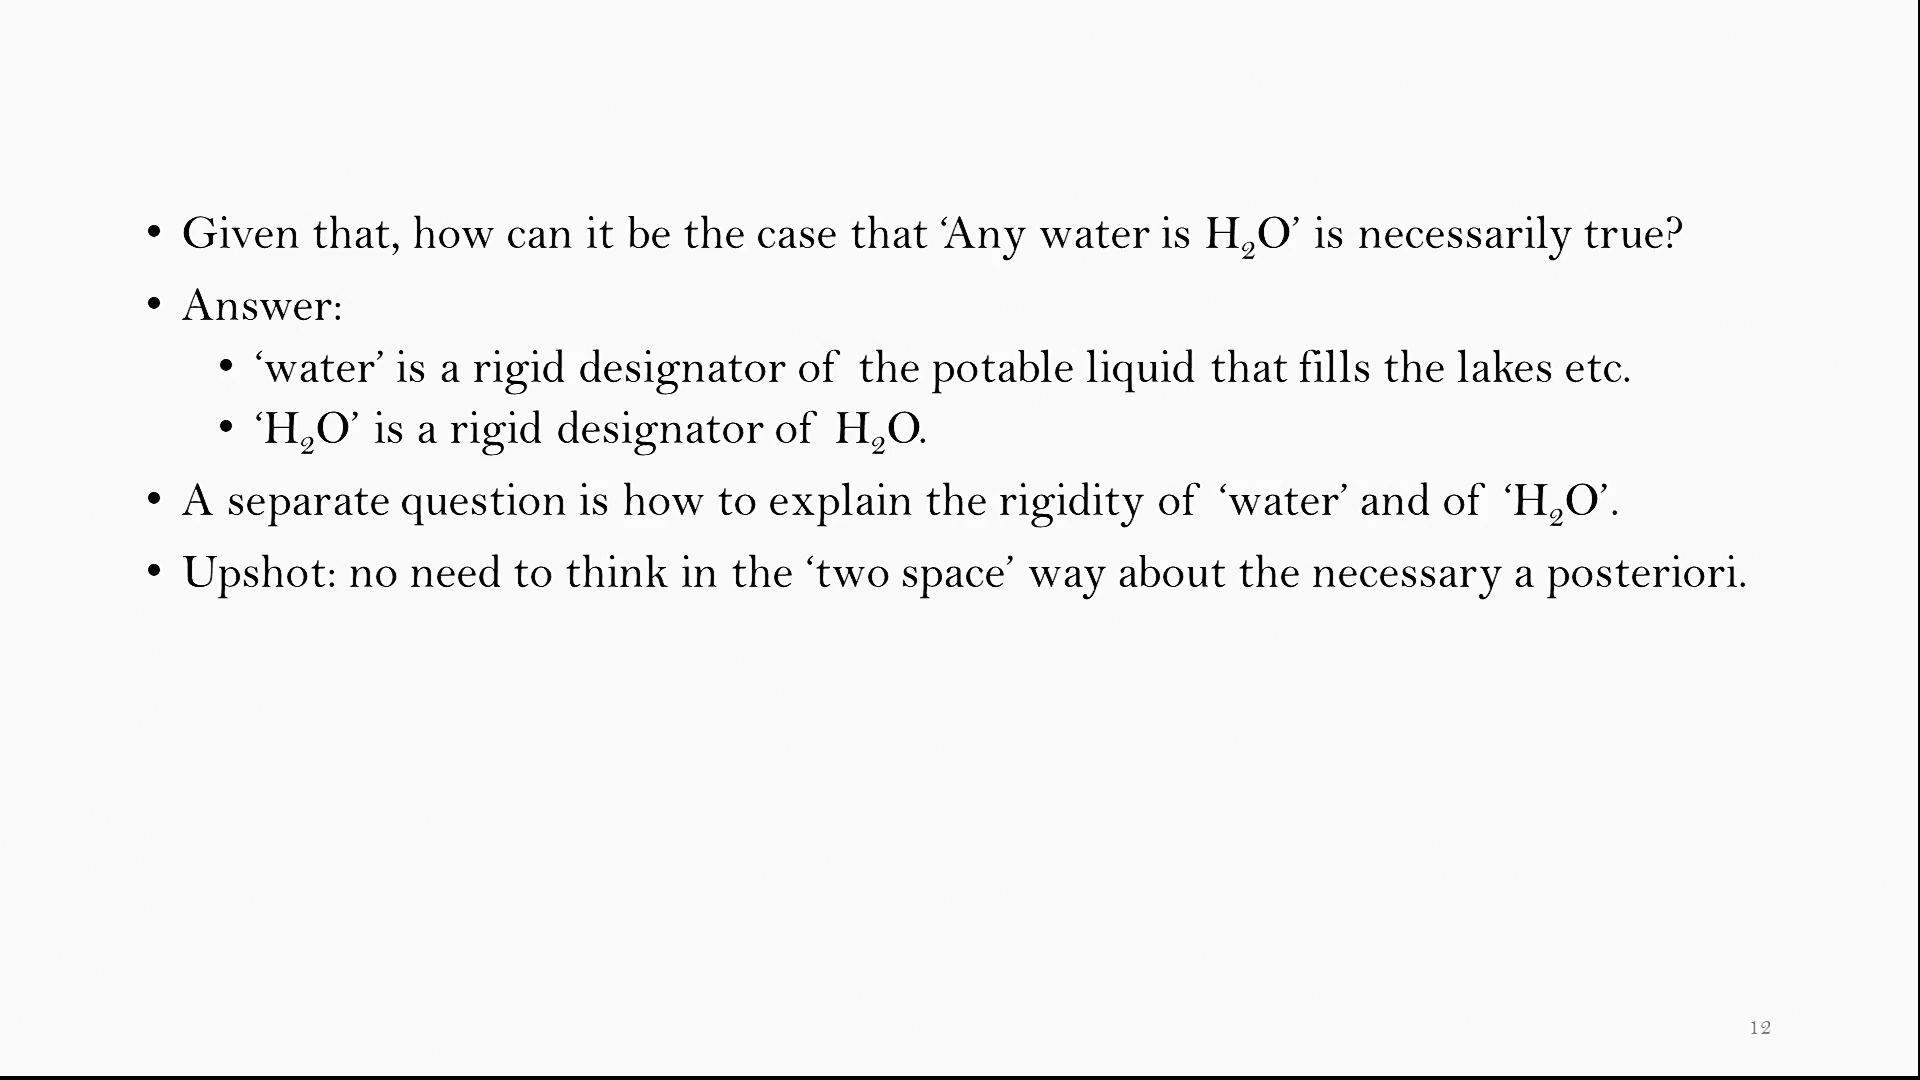 • Given that, how can it be the case that ‘Any water is H₂O’ is necessarily true?
• Answer:
• ‘water’ is a rigid designator of the potable liquid that fills the lakes etc.
• ‘H₂O’ is a rigid designator of H₂O.
• A separate question is how to explain the rigidity of ‘water’ and of ‘H₂O’.
• Upshot: no need to think in the ‘two space’ way about the necessary a posteriori.
12